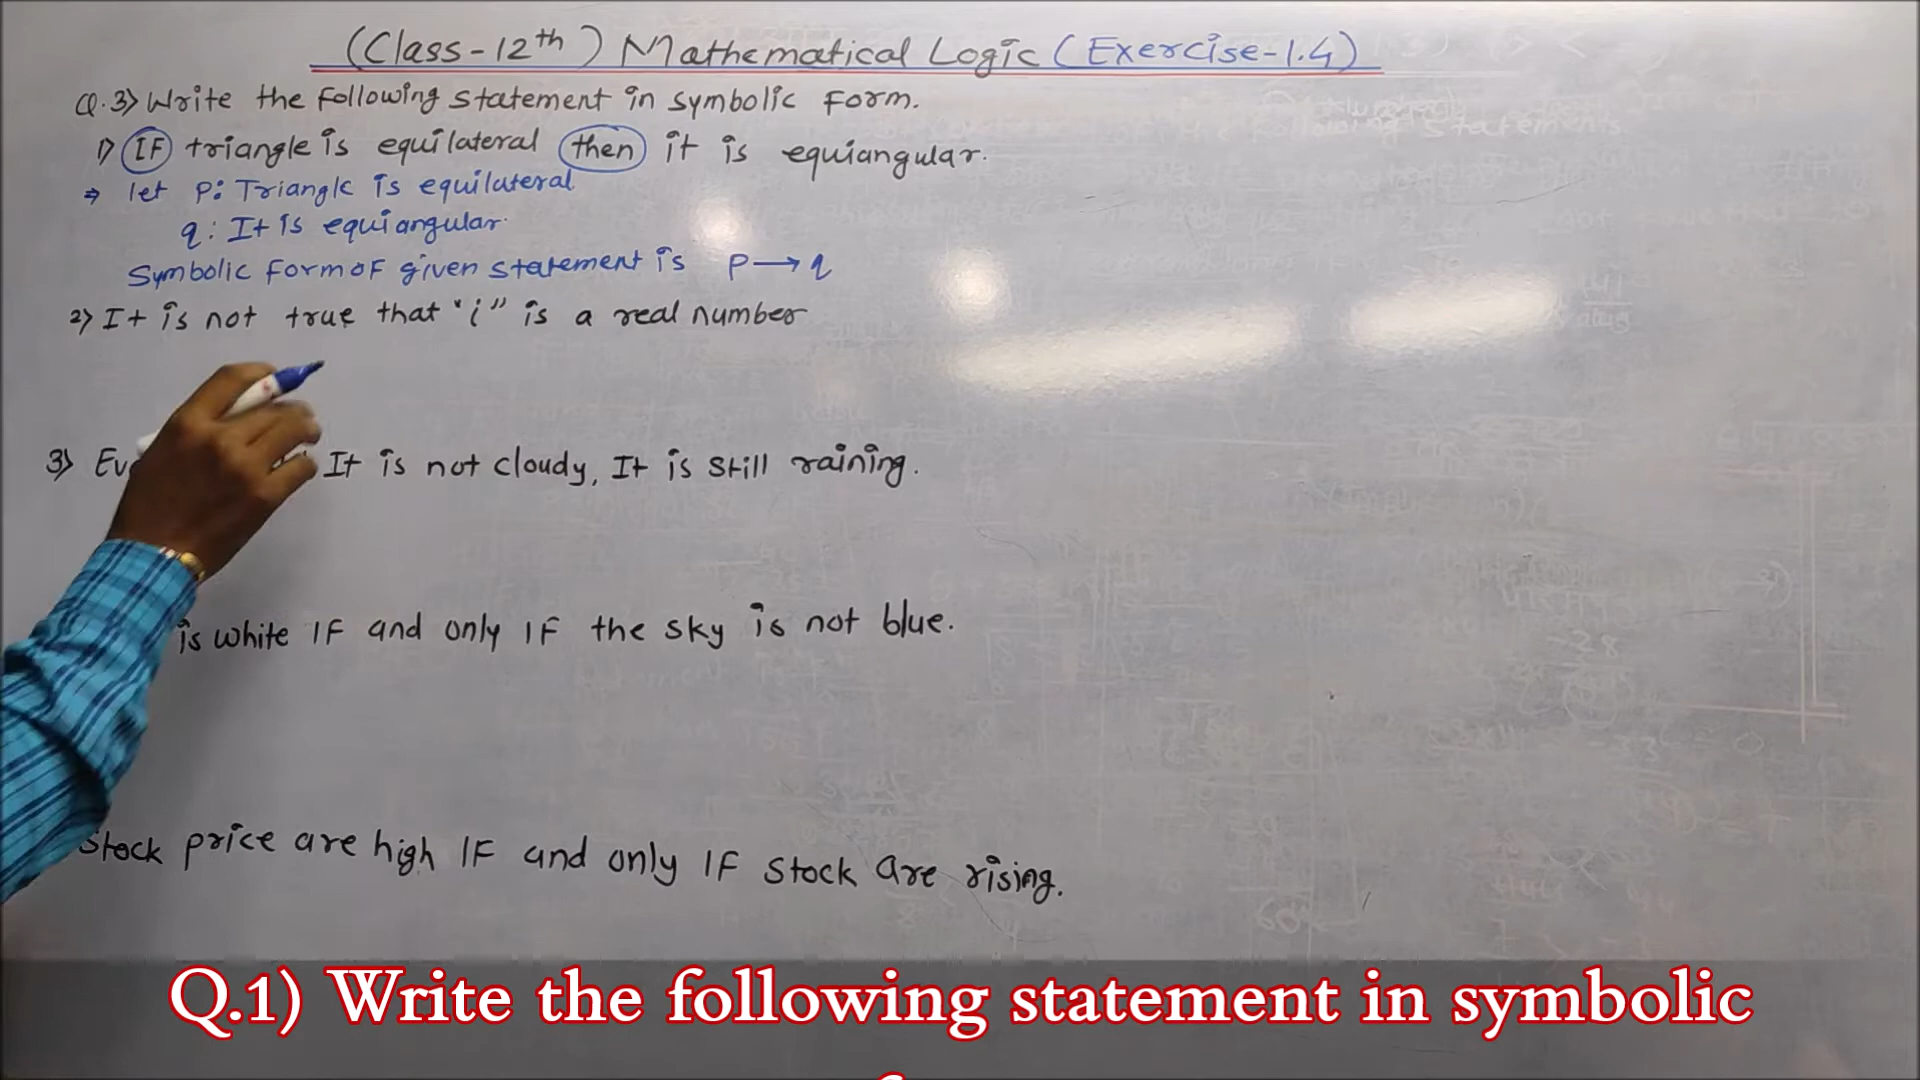 (Class-12th) Mathematical Logic (Exercise-1.4)
Q.3) Write the following statement in symbolic form.
1) IF triangle is equilateral then it is equiangular.
⇒ let p: Triangle is equilateral.
q: It is equiangular.
Symbolic form of given statement is p → q
2) It is not true that "i" is a real number
3) It is not cloudy, It is still raining.
is white IF and only IF the sky is not blue.
Stock price are high IF and only IF stock are rising.
Q.1) Write the following statement in symbolic